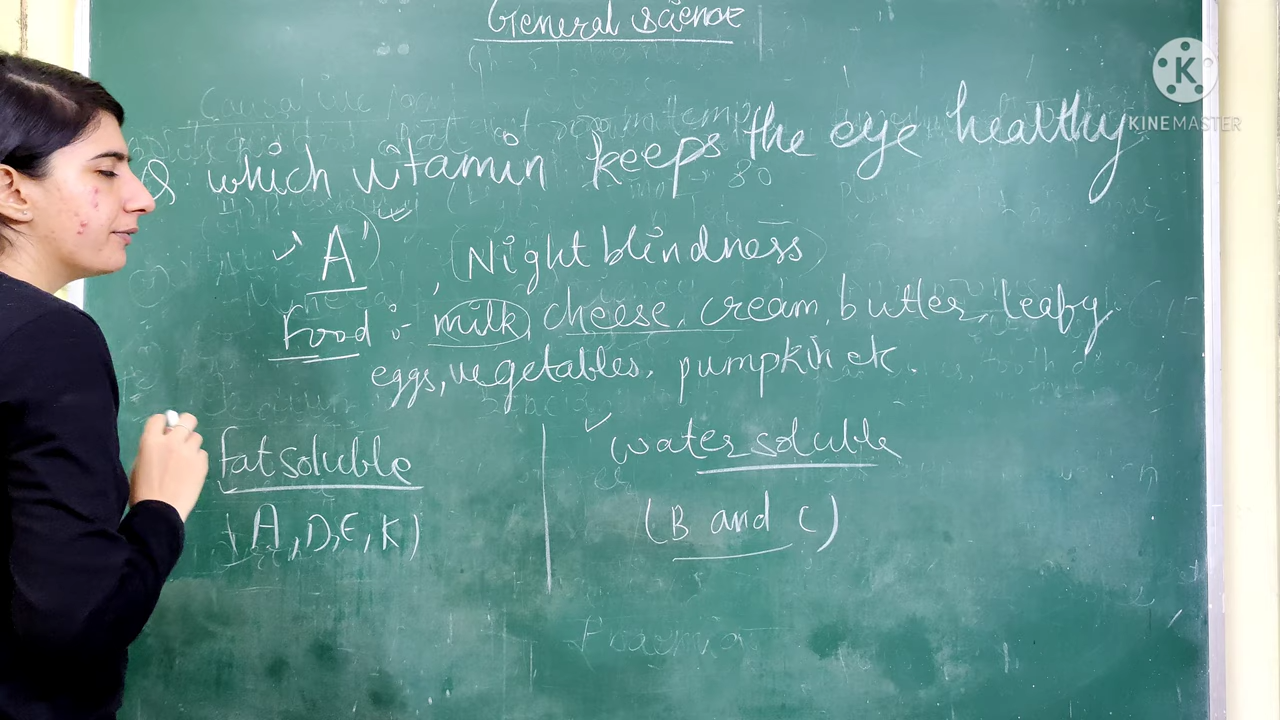 General science
Q. which vitamin keeps the eye healthy
'A' (Night blindness)
Food :- milk, cheese, cream, butter, leafy
eggs, vegetables, pumpkin etc.
fat soluble
(A, D, E, K)
water soluble
(B and C)
KINEMASTER